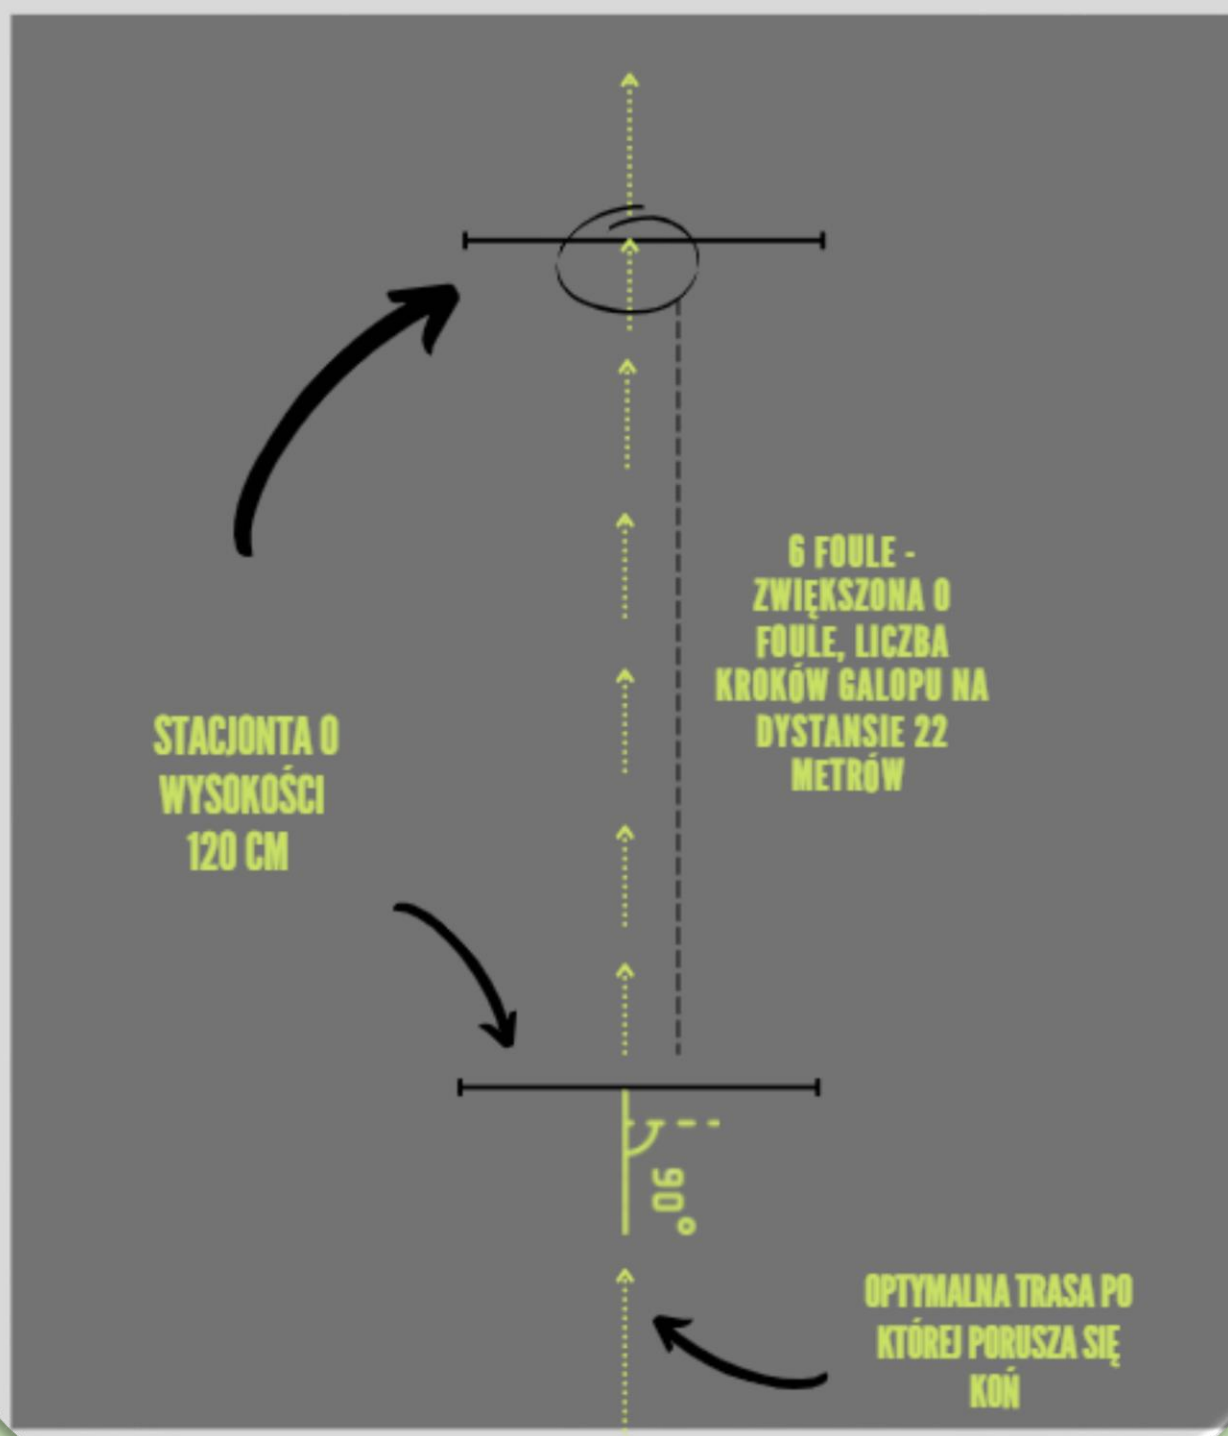 6 FOULE -
ZWIĘKSZONA O
FOULE, LICZBA
KROKÓW GALOPU NA
DYSTANSIE 22
METRÓW
STACJONTA O
WYSOKOŚCI
120 CM
90°
OPTYMALNA TRASA PO
KTÓREJ PORUSZA SIĘ
KOŃ